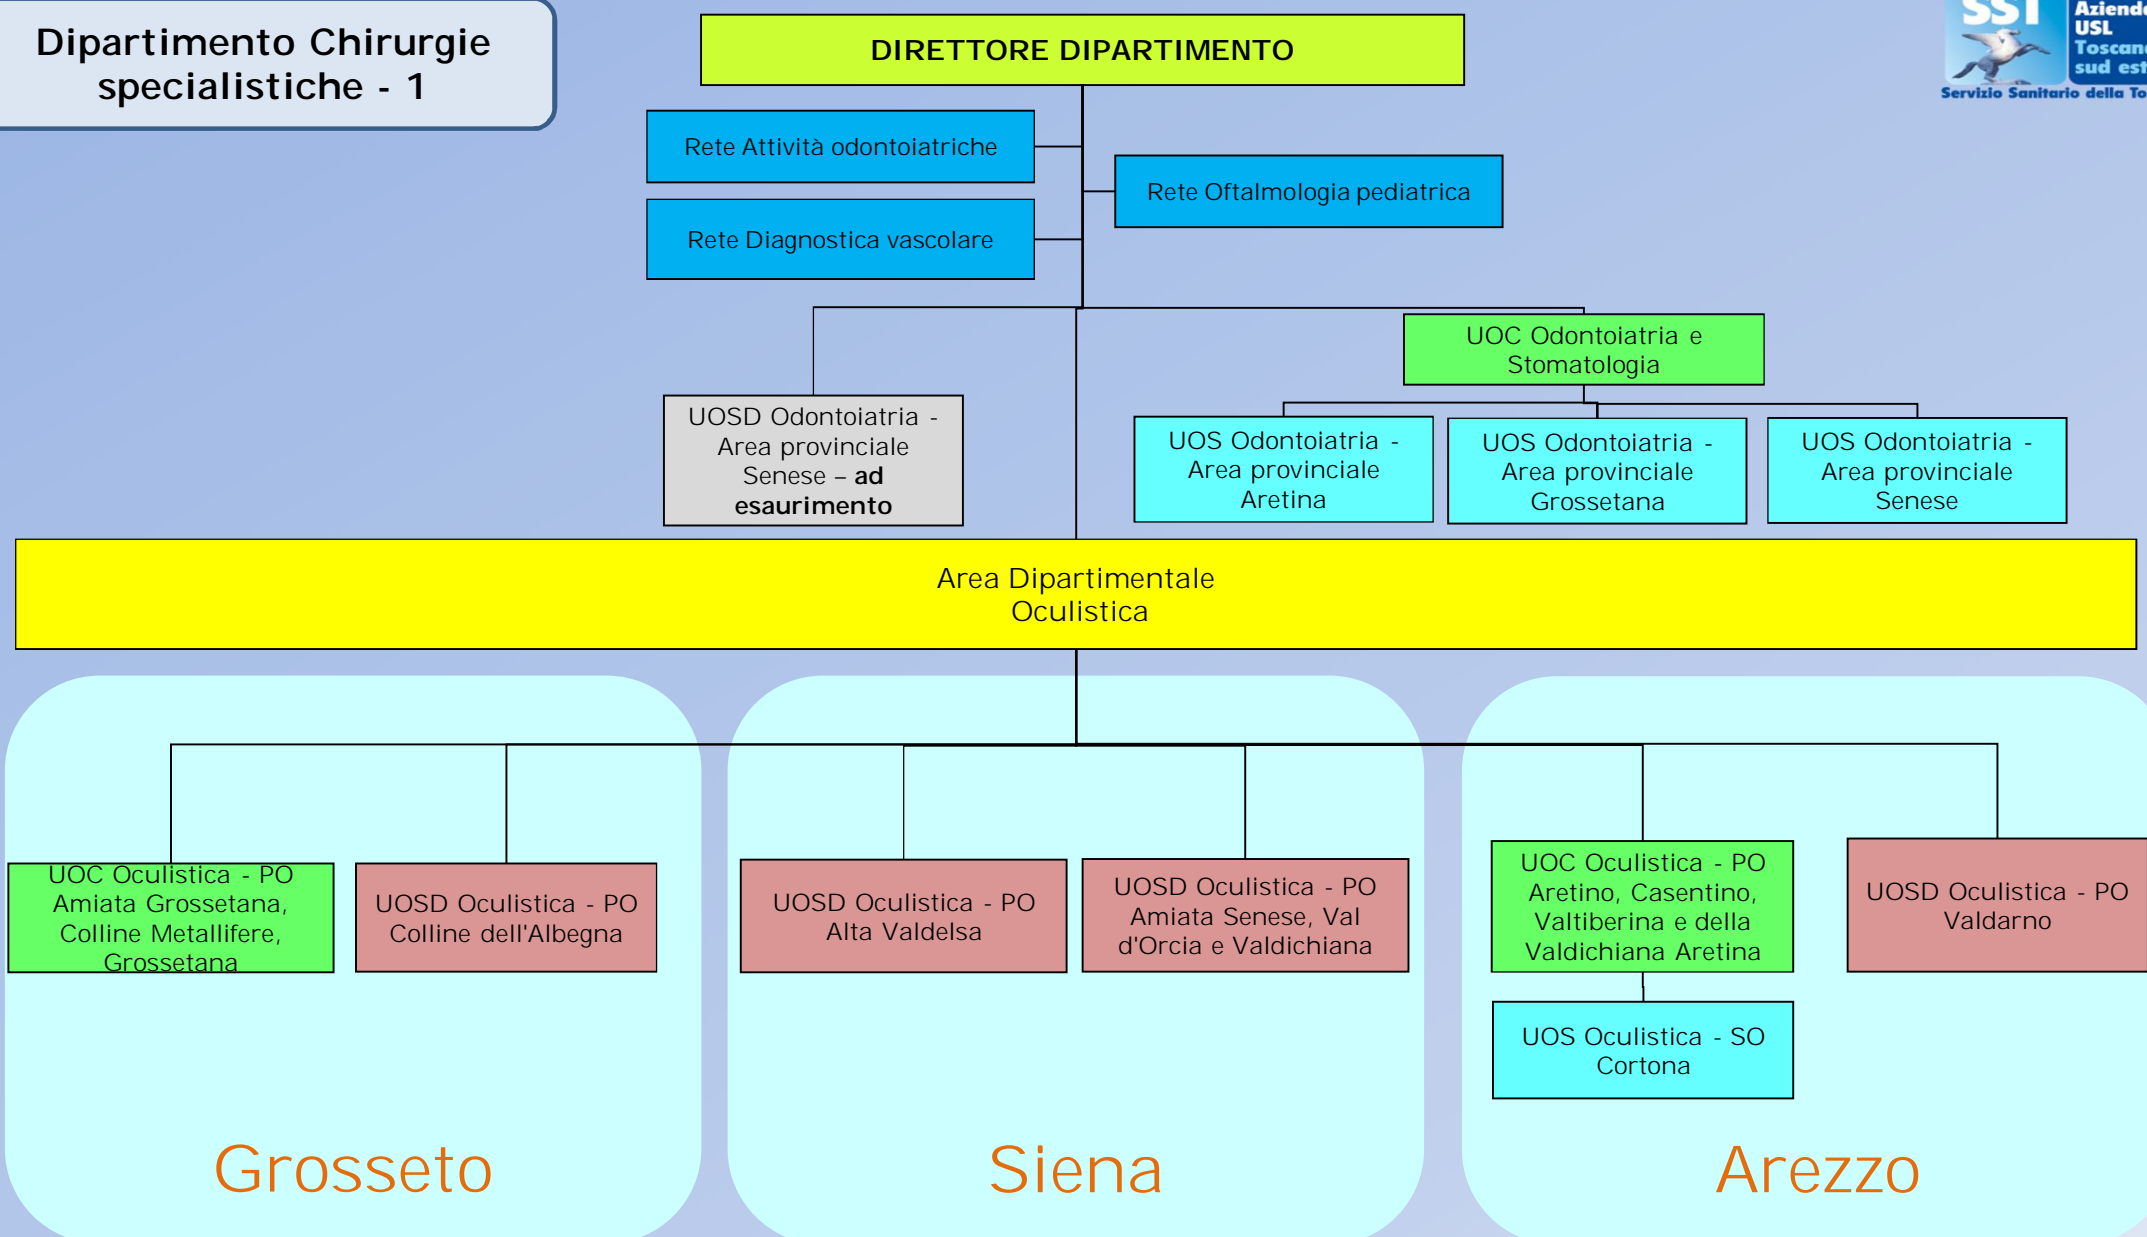 Dipartimento Chirurgie
specialistiche - 1
DIRETTORE DIPARTIMENTO
SST
USL
sud est
Servizio Sanitario della
Rete Attività odontoiatriche
Rete Oftalmologia pediatrica
Rete Diagnostica vascolare
UOC Odontoiatria e
Stomatologia
UOSD Odontoiatria -
Area provinciale
Senese – ad
esaurimento
UOS Odontoiatria -
Area provinciale
Aretina
UOS Odontoiatria -
Area provinciale
Grossetana
UOS Odontoiatria -
Area provinciale
Senese
Area Dipartimentale
Oculistica
UOC Oculistica - PO
Amiata Grossetana,
Colline Metallifere,
Grossetana
UOSD Oculistica - PO
Colline dell'Albegna
UOSD Oculistica - PO
Alta Valdelsa
UOSD Oculistica - PO
Amiata Senese, Val
d'Orcia e Valdichiana
UOC Oculistica - PO
Aretino, Casentino,
Valtiberina e della
Valdichiana Aretina
UOSD Oculistica - PO
Valdarno
UOS Oculistica - SO
Cortona
Grosseto
Siena
Arezzo